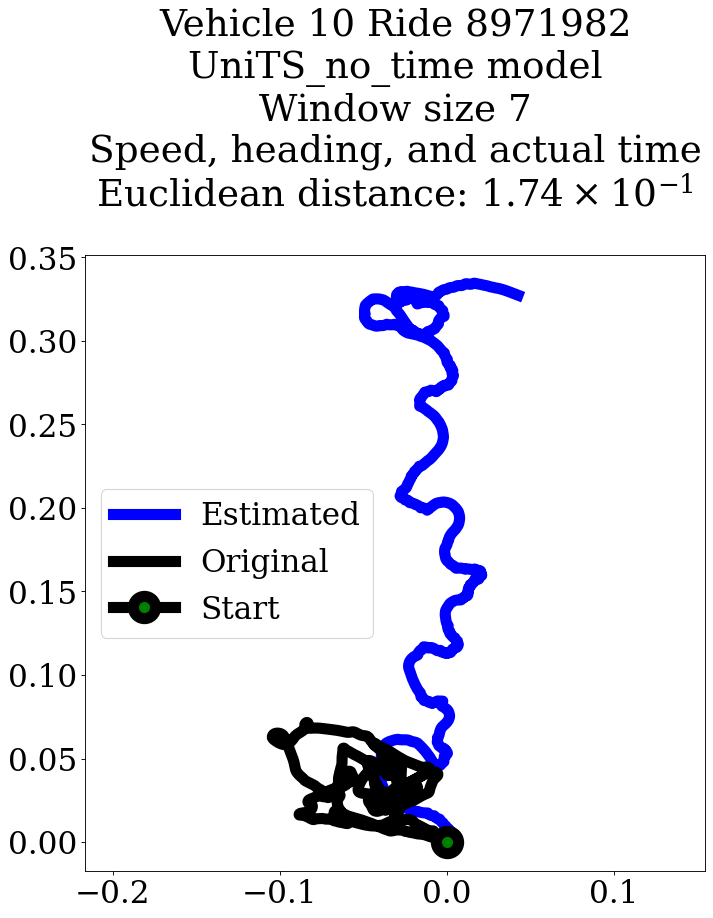 Vehicle 10 Ride 8971982
UniTS_no_time model
Window size 7
Speed, heading, and actual time
Euclidean distance: 1.74 × 10⁻¹
0.35
0.30
0.25
0.20
0.15
0.10
0.05
0.00
Estimated
Original
Start
−0.2 −0.1 0.0 0.1